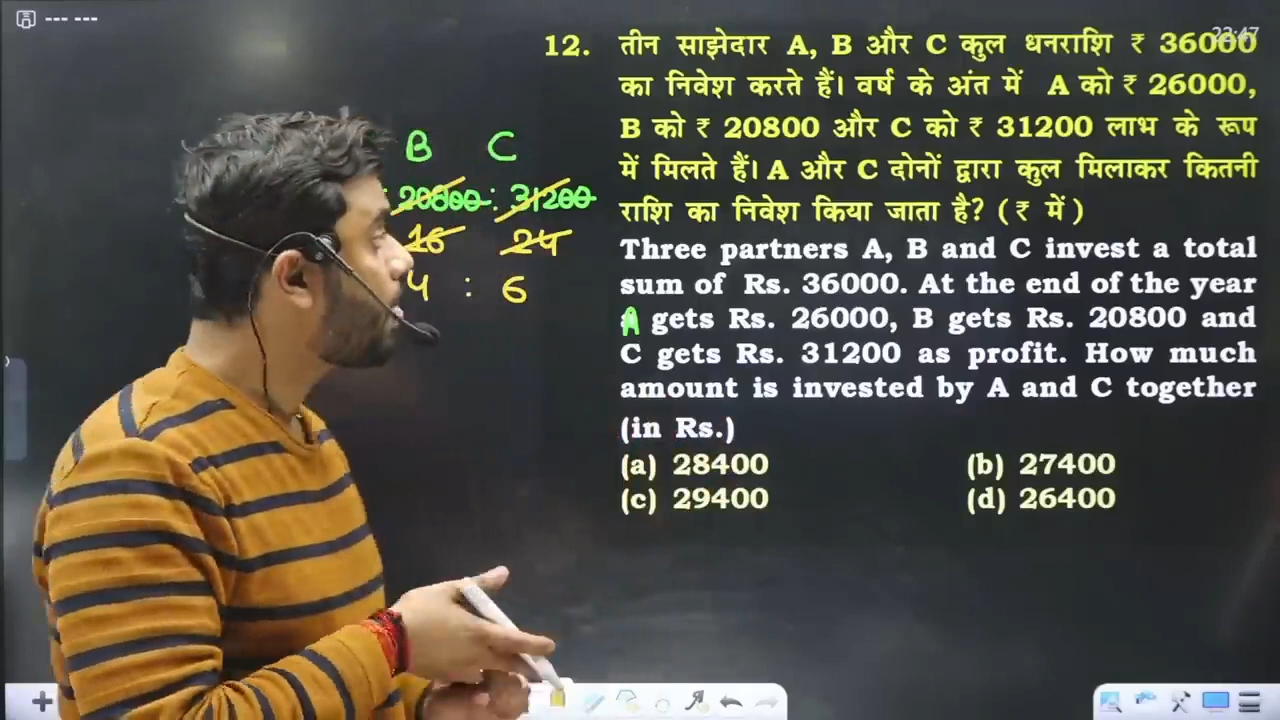 12. तीन साझेदार A, B और C कुल धनराशि ₹ 36000
का निवेश करते हैं। वर्ष के अंत में A को ₹ 26000,
B को ₹ 20800 और C को ₹ 31200 लाभ के रूप
में मिलते हैं। A और C दोनों द्वारा कुल मिलाकर कितनी
राशि का निवेश किया जाता है? (₹ में)
Three partners A, B and C invest a total
sum of Rs. 36000. At the end of the year
A gets Rs. 26000, B gets Rs. 20800 and
C gets Rs. 31200 as profit. How much
amount is invested by A and C together
(in Rs.)
(a) 28400 (b) 27400
(c) 29400 (d) 26400
B C
: 20800 : 31200
16 24
4 : 6